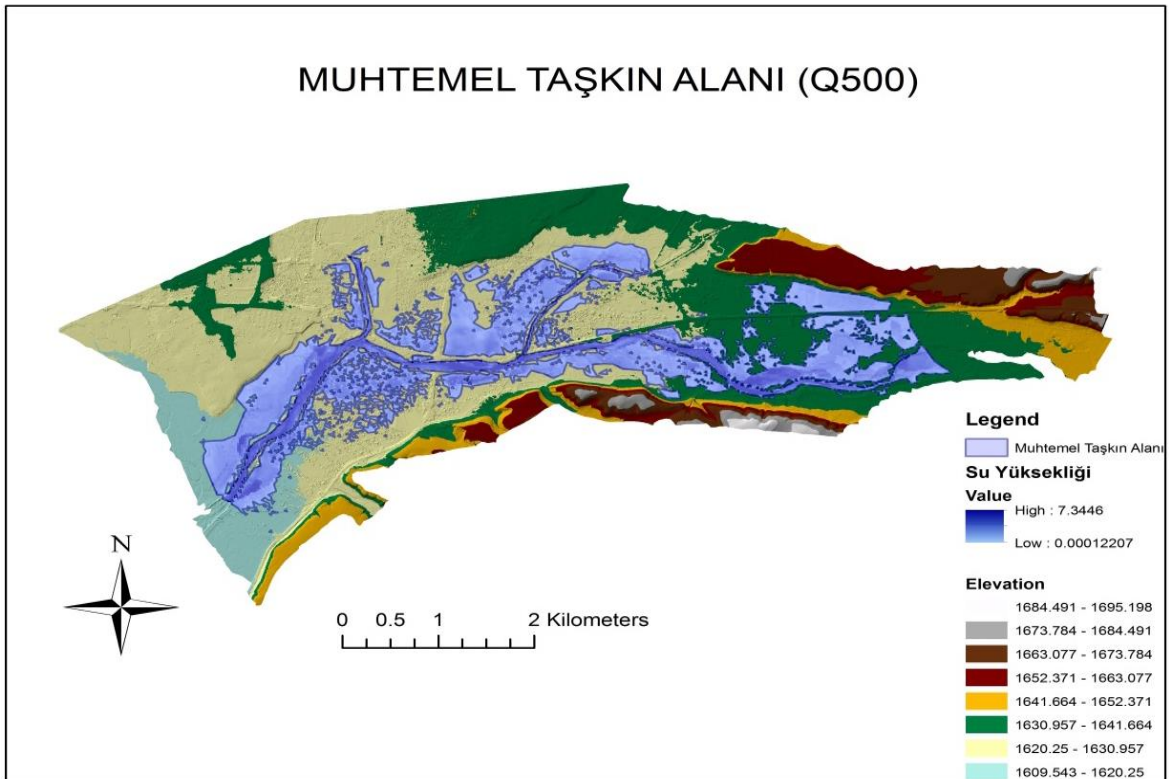 MUHTEMEL TAŞKIN ALANI (Q500)
Legend
Muhtemel Taşkın Alanı
Su Yüksekliği
Value
High : 7.3446
Low : 0.00012207
N
0 0.5 1 2 Kilometers
Elevation
1684.491 - 1695.198
1673.784 - 1684.491
1663.077 - 1673.784
1652.371 - 1663.077
1641.664 - 1652.371
1630.957 - 1641.664
1620.25 - 1630.957
1609.543 - 1620.25